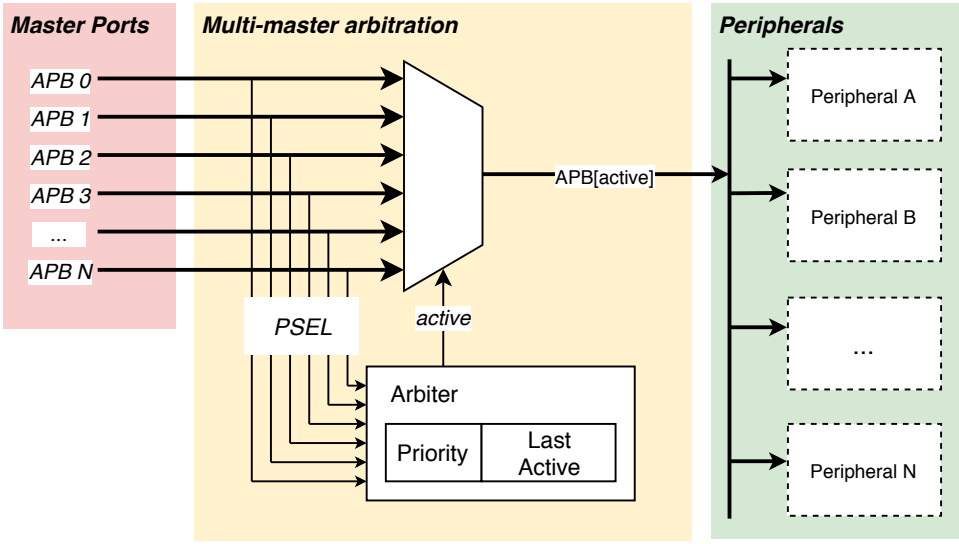 Master Ports
APB 0
APB 1
APB 2
APB 3
...
APB N
Multi-master arbitration
PSEL
active
Arbiter
Priority
Last
Active
APB[active]
Peripherals
Peripheral A
Peripheral B
...
Peripheral N